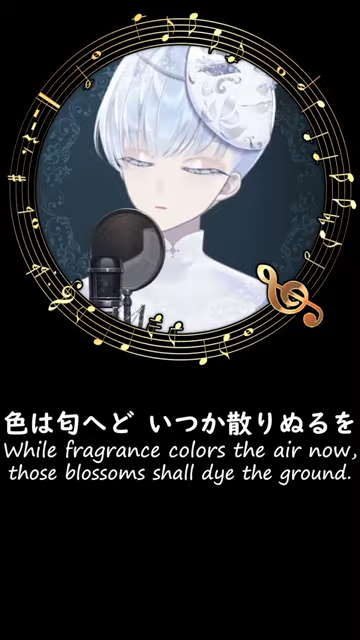 色は匂へど いつか散りぬるを
While fragrance colors the air now,
those blossoms shall dye the ground.